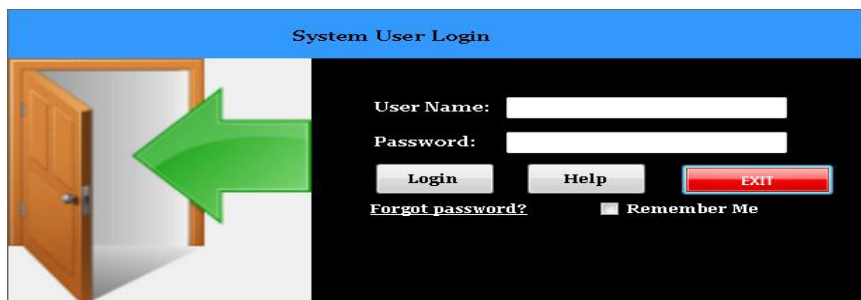 System User Login
User Name:
Password:
Login Help EXIT
Forgot password? Remember Me